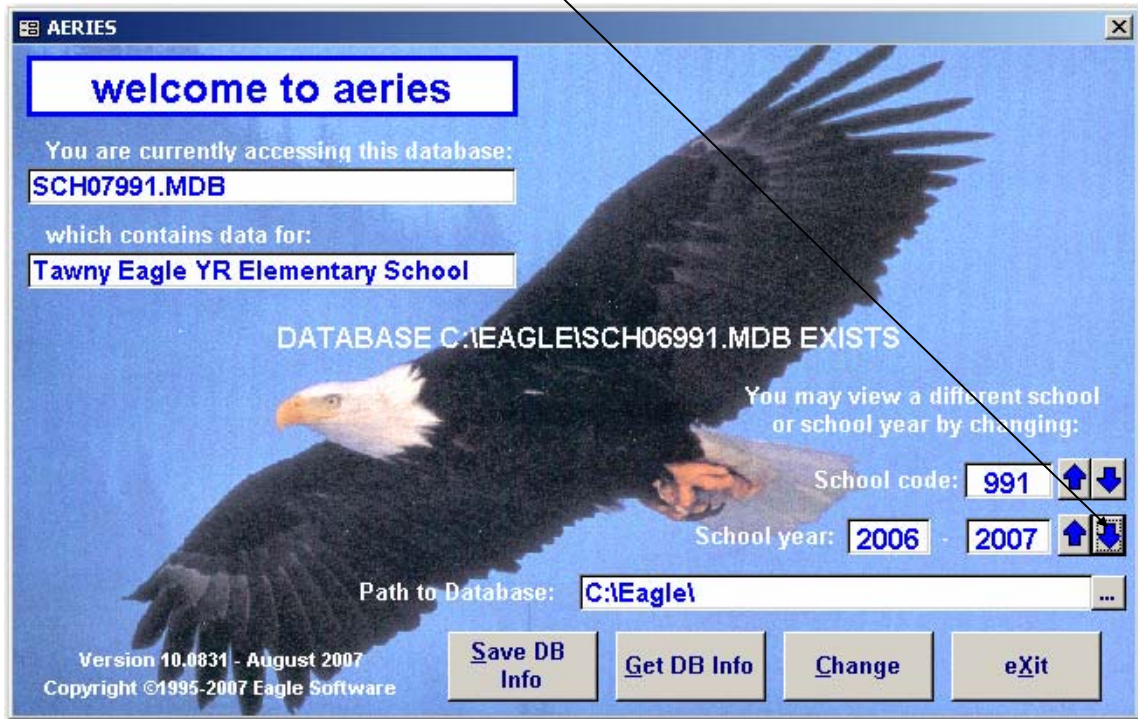 AERIES
welcome to aeries
You are currently accessing this database:
SCH07991.MDB
which contains data for:
Tawny Eagle YR Elementary School
DATABASE C:\EAGLE\SCH06991.MDB EXISTS
You may view a different school
or school year by changing:
School code: 991
School year: 2006 - 2007
Path to Database: C:\Eagle\ ...
Save DB
Info
Get DB Info
Change
eXit
Version 10.0831 - August 2007
Copyright ©1995-2007 Eagle Software